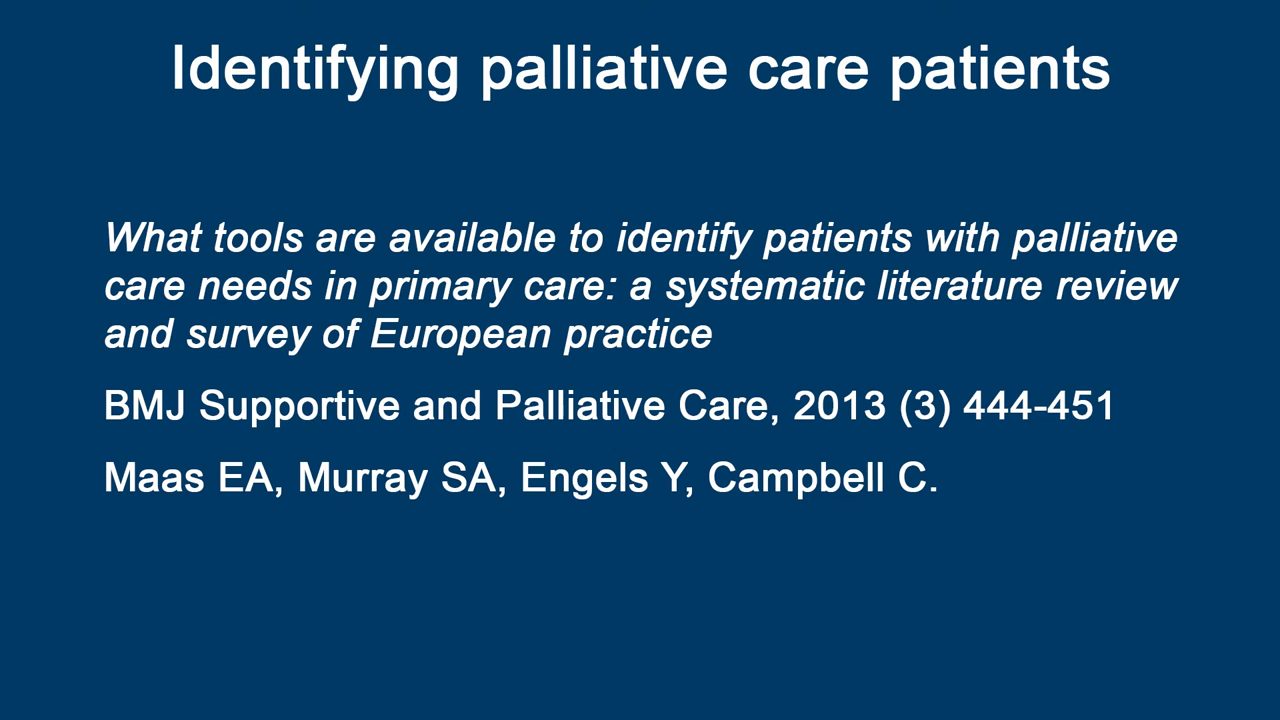 Identifying palliative care patients
What tools are available to identify patients with palliative
care needs in primary care: a systematic literature review
and survey of European practice
BMJ Supportive and Palliative Care, 2013 (3) 444-451
Maas EA, Murray SA, Engels Y, Campbell C.